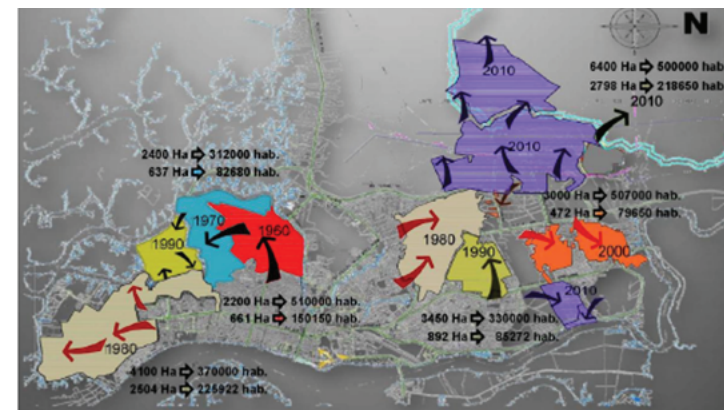 N
6400 Ha 500000 hab.
2798 Ha 218650 hab.
2010
2010
2010
2400 Ha 312000 hab.
637 Ha 82680 hab.
3000 Ha 507000 hab.
472 Ha 79650 hab.
1970
1960
1990
1980
1990
2000
2010
2200 Ha 510000 hab.
661 Ha 150150 hab.
3450 Ha 330000 hab.
892 Ha 85272 hab.
1980
4100 Ha 370000 hab.
2504 Ha 225922 hab.